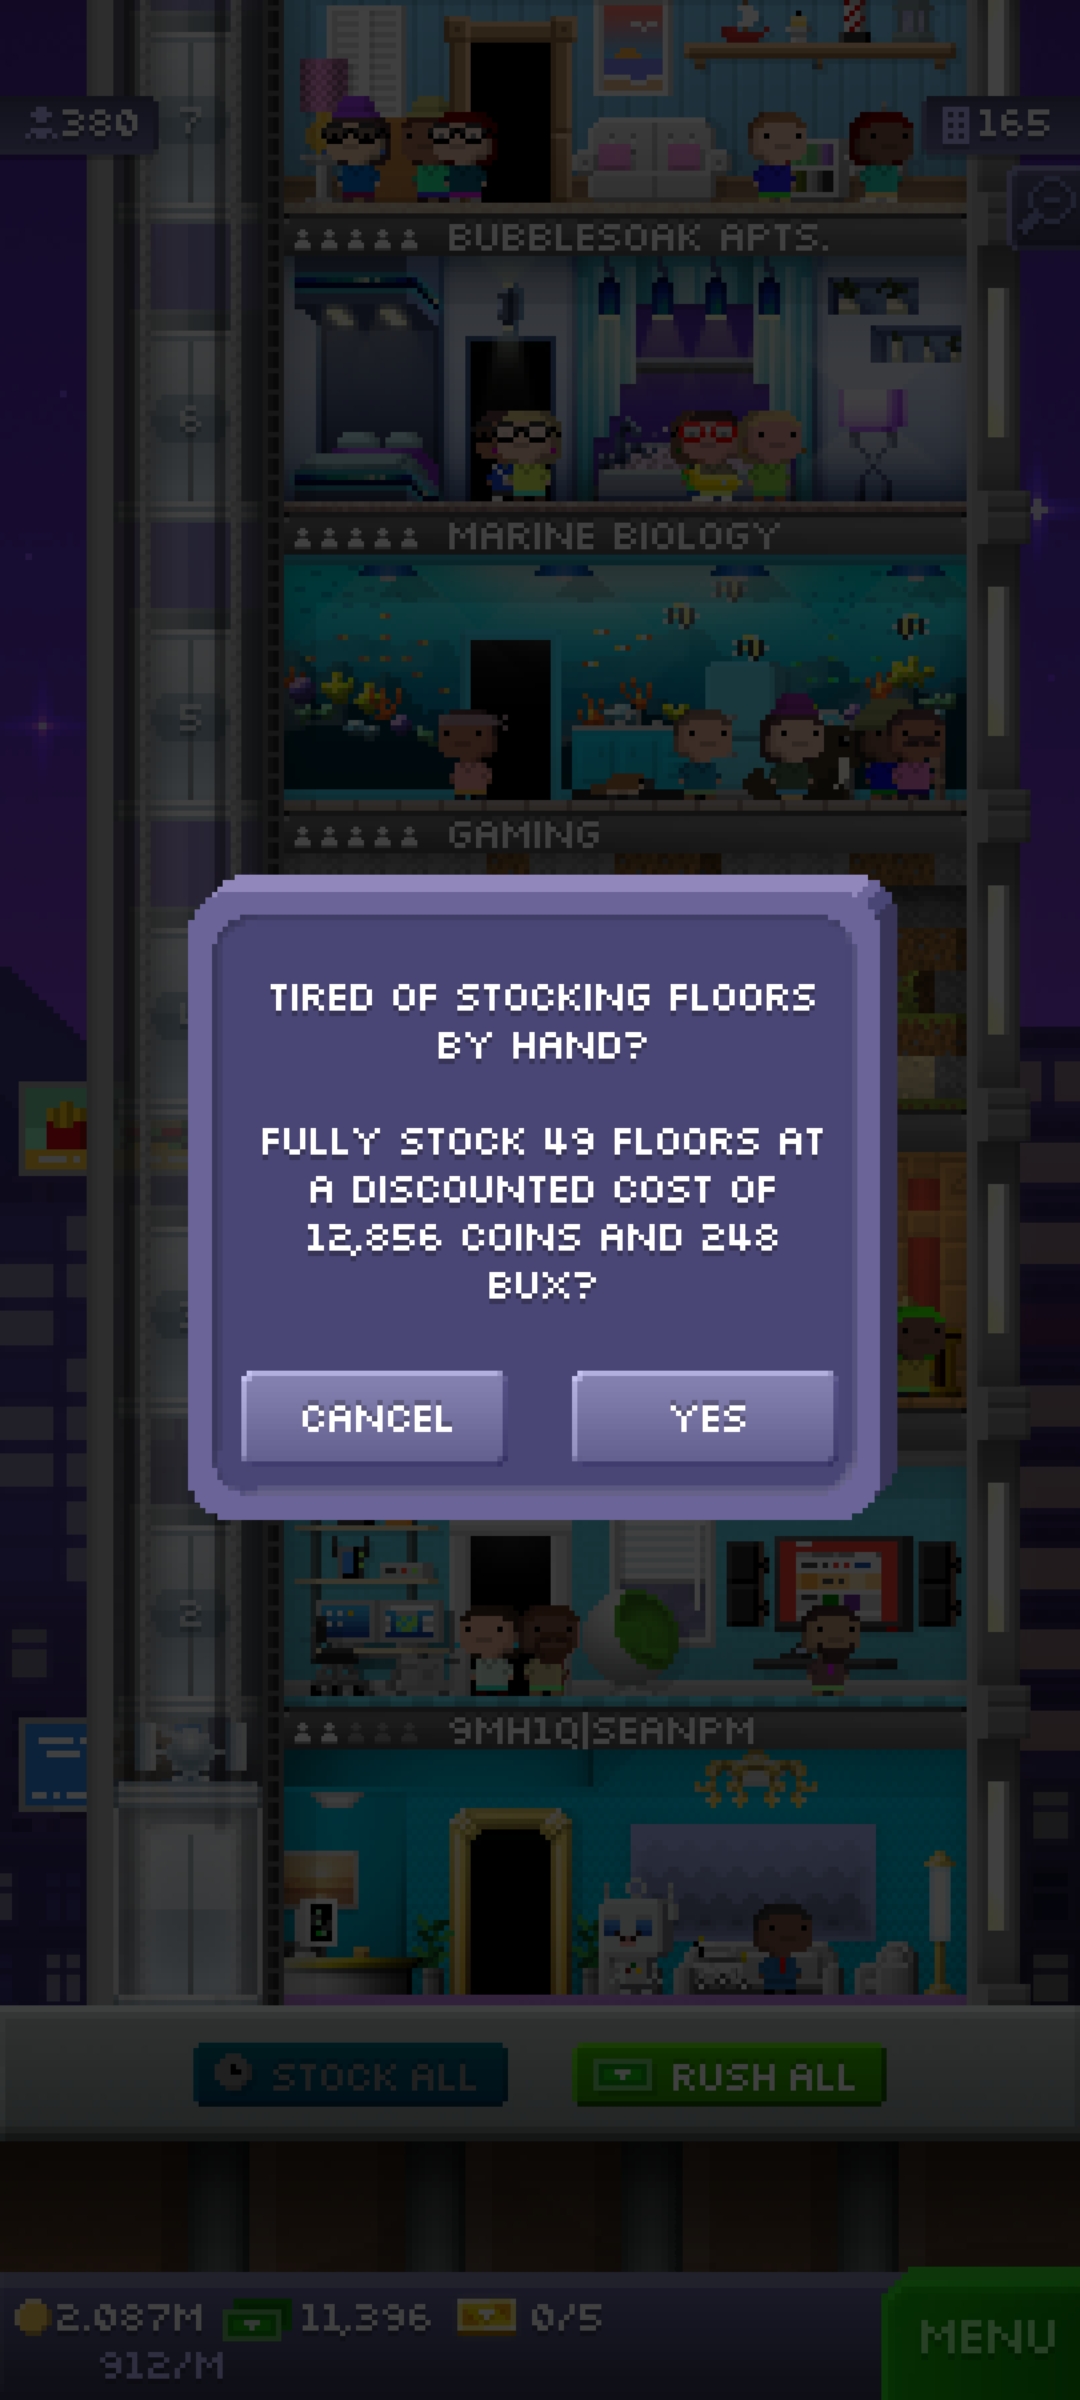 380
7
165
BUBBLESOAK APTS.
6
MARINE BIOLOGY
5
GAMING
TIRED OF STOCKING FLOORS
BY HAND?
FULLY STOCK 49 FLOORS AT
A DISCOUNTED COST OF
12,856 COINS AND 248
BUX?
CANCEL
YES
2
9MH1Q|SEANPM
STOCK ALL
RUSH ALL
2.087M
11,396
0/5
912/M
MENU